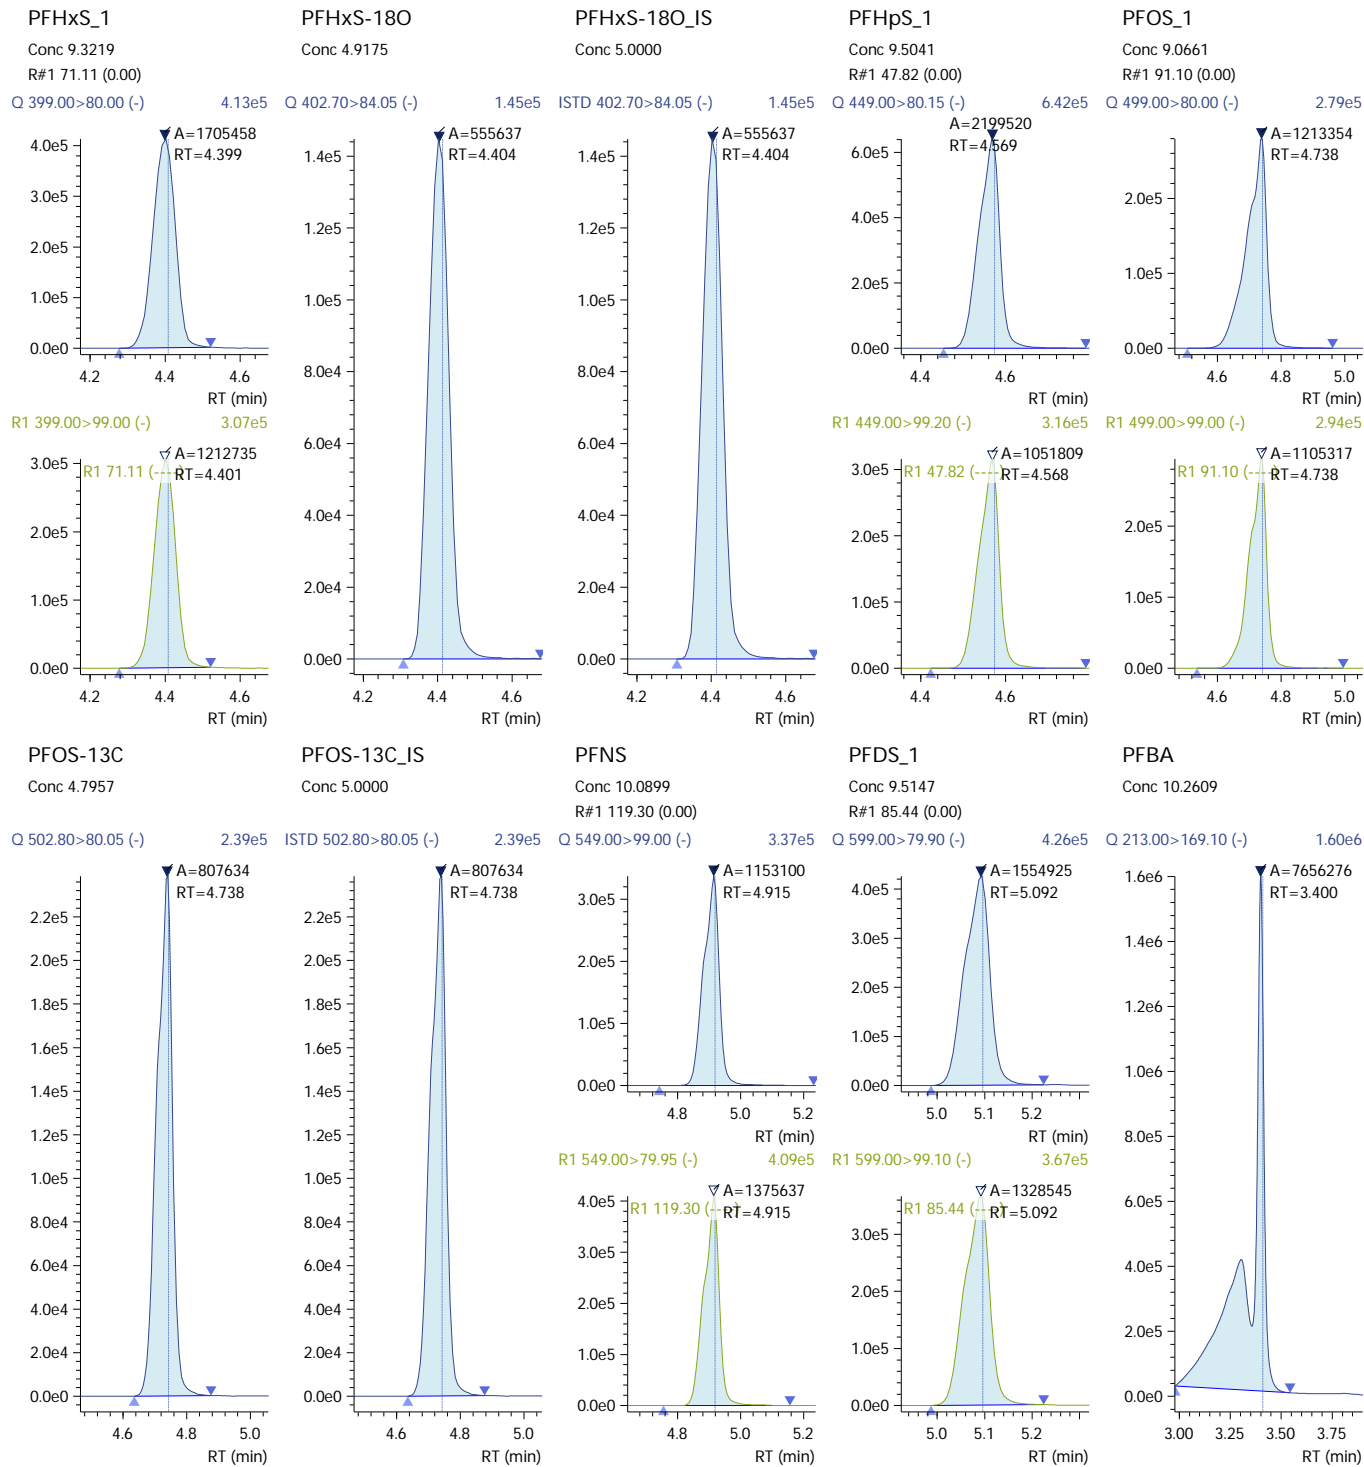 PFHxS_1
Conc 9.3219
R#1 71.11 (0.00)
Q 399.00>80.00 (-) 4.13e5
A=1705458
RT=4.399
4.0e5
3.0e5
2.0e5
1.0e5
0.0e0
4.2 4.4 4.6
RT (min)
R1 399.00>99.00 (-) 3.07e5
A=1212735
R1 71.11 (----)
RT=4.401
3.0e5
2.0e5
1.0e5
0.0e0
4.2 4.4 4.6
RT (min)
PFHxS-18O
Conc 4.9175
Q 402.70>84.05 (-) 1.45e5
A=555637
RT=4.404
1.4e5
1.2e5
1.0e5
8.0e4
6.0e4
4.0e4
2.0e4
0.0e0
4.2 4.4 4.6
RT (min)
PFHxS-18O_IS
Conc 5.0000
ISTD 402.70>84.05 (-) 1.45e5
A=555637
RT=4.404
1.4e5
1.2e5
1.0e5
8.0e4
6.0e4
4.0e4
2.0e4
0.0e0
4.2 4.4 4.6
RT (min)
PFHpS_1
Conc 9.5041
R#1 47.82 (0.00)
Q 449.00>80.15 (-) 6.42e5
A=2199520
RT=4.569
6.0e5
4.0e5
2.0e5
0.0e0
4.4 4.6
RT (min)
R1 449.00>99.20 (-) 3.16e5
A=1051809
R1 47.82 (----)
RT=4.568
3.0e5
2.0e5
1.0e5
0.0e0
4.4 4.6
RT (min)
PFOS_1
Conc 9.0661
R#1 91.10 (0.00)
Q 499.00>80.00 (-) 2.79e5
A=1213354
RT=4.738
2.0e5
1.0e5
0.0e0
4.6 4.8 5.0
RT (min)
R1 499.00>99.00 (-) 2.94e5
A=1105317
R1 91.10 (----)
RT=4.738
2.0e5
1.0e5
0.0e0
4.6 4.8 5.0
RT (min)
PFOS-13C
Conc 4.7957
Q 502.80>80.05 (-) 2.39e5
A=807634
RT=4.738
2.2e5
2.0e5
1.8e5
1.6e5
1.4e5
1.2e5
1.0e5
8.0e4
6.0e4
4.0e4
2.0e4
0.0e0
4.6 4.8 5.0
RT (min)
PFOS-13C_IS
Conc 5.0000
ISTD 502.80>80.05 (-) 2.39e5
A=807634
RT=4.738
2.2e5
2.0e5
1.8e5
1.6e5
1.4e5
1.2e5
1.0e5
8.0e4
6.0e4
4.0e4
2.0e4
0.0e0
4.6 4.8 5.0
RT (min)
PFNS
Conc 10.0899
R#1 119.30 (0.00)
Q 549.00>99.00 (-) 3.37e5
A=1153100
RT=4.915
3.0e5
2.0e5
1.0e5
0.0e0
4.8 5.0 5.2
RT (min)
R1 549.00>79.95 (-) 4.09e5
A=1375637
R1 119.30 (----)
RT=4.915
4.0e5
3.0e5
2.0e5
1.0e5
0.0e0
4.8 5.0 5.2
RT (min)
PFDS_1
Conc 9.5147
R#1 85.44 (0.00)
Q 599.00>79.90 (-) 4.26e5
A=1554925
RT=5.092
4.0e5
3.0e5
2.0e5
1.0e5
0.0e0
5.0 5.1 5.2
RT (min)
R1 599.00>99.10 (-) 3.67e5
A=1328545
R1 85.44 (----)
RT=5.092
3.0e5
2.0e5
1.0e5
0.0e0
5.0 5.1 5.2
RT (min)
PFBA
Conc 10.2609
Q 213.00>169.10 (-) 1.60e6
A=7656276
RT=3.400
1.6e6
1.4e6
1.2e6
1.0e6
8.0e5
6.0e5
4.0e5
2.0e5
0.0e0
3.00 3.25 3.50 3.75
RT (min)